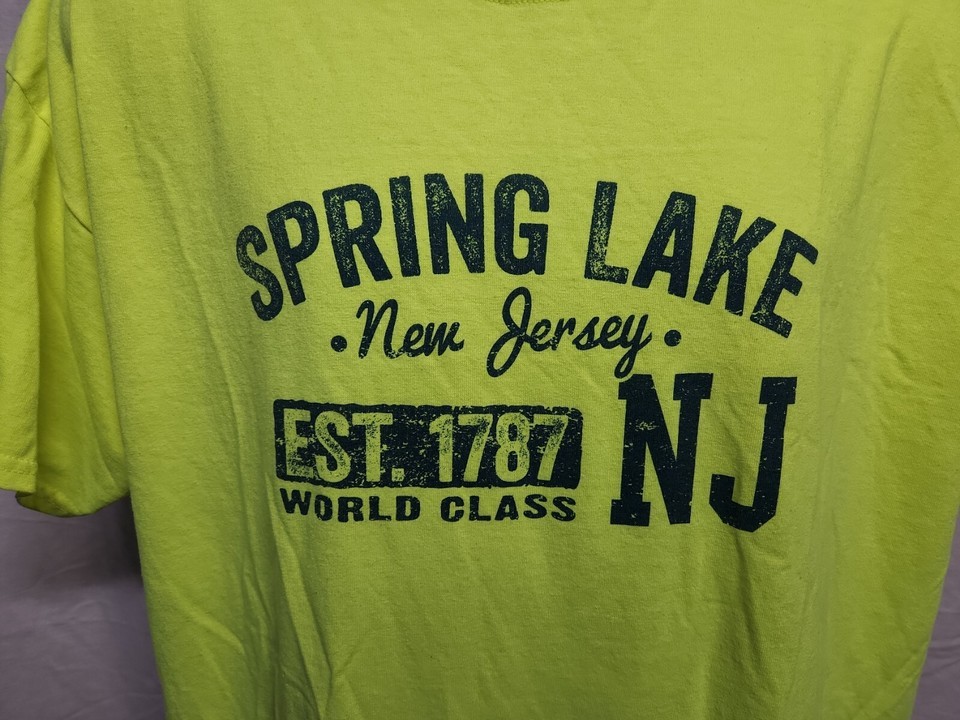 SPRING LAKE
• New Jersey •
EST. 1787
WORLD CLASS
NJ